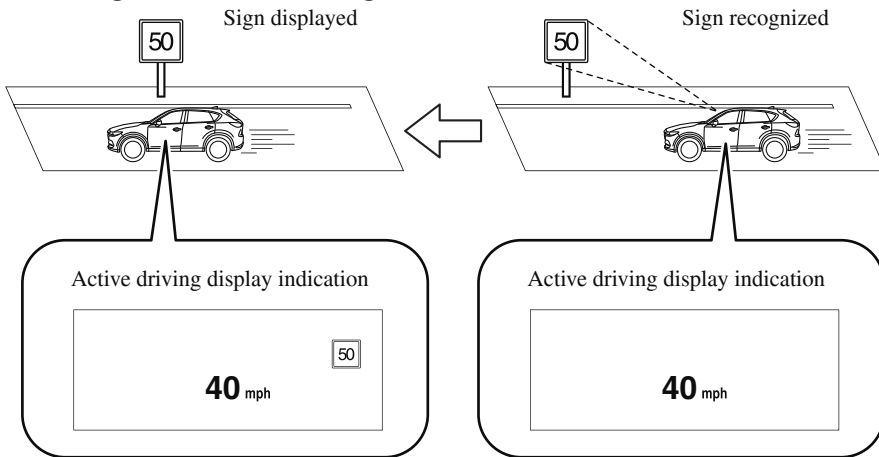 Sign displayed
Sign recognized
50
50
Active driving display indication
Active driving display indication
50
40 mph
40 mph